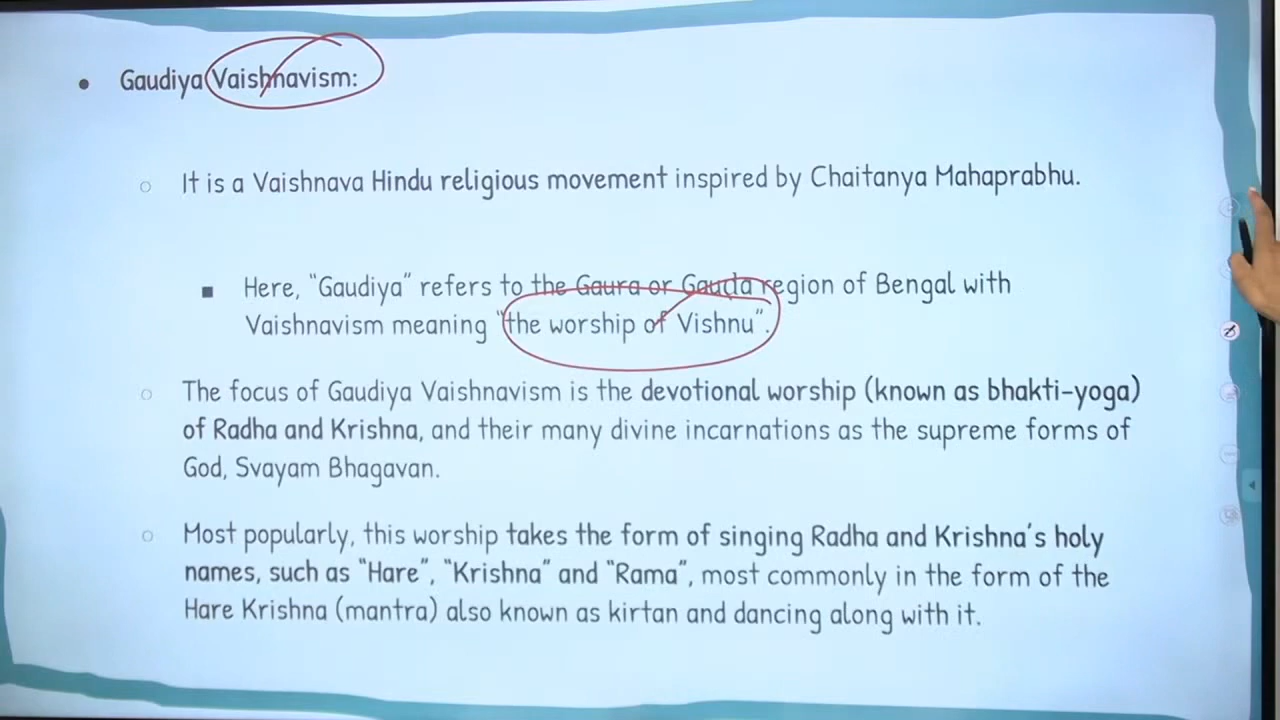 Gaudiya Vaishnavism:
It is a Vaishnava Hindu religious movement inspired by Chaitanya Mahaprabhu.
Here, "Gaudiya" refers to the Gaura or Gauda region of Bengal with
Vaishnavism meaning "the worship of Vishnu".
The focus of Gaudiya Vaishnavism is the devotional worship (known as bhakti-yoga)
of Radha and Krishna, and their many divine incarnations as the supreme forms of
God, Svayam Bhagavan.
Most popularly, this worship takes the form of singing Radha and Krishna's holy
names, such as "Hare", "Krishna" and "Rama", most commonly in the form of the
Hare Krishna (mantra) also known as kirtan and dancing along with it.